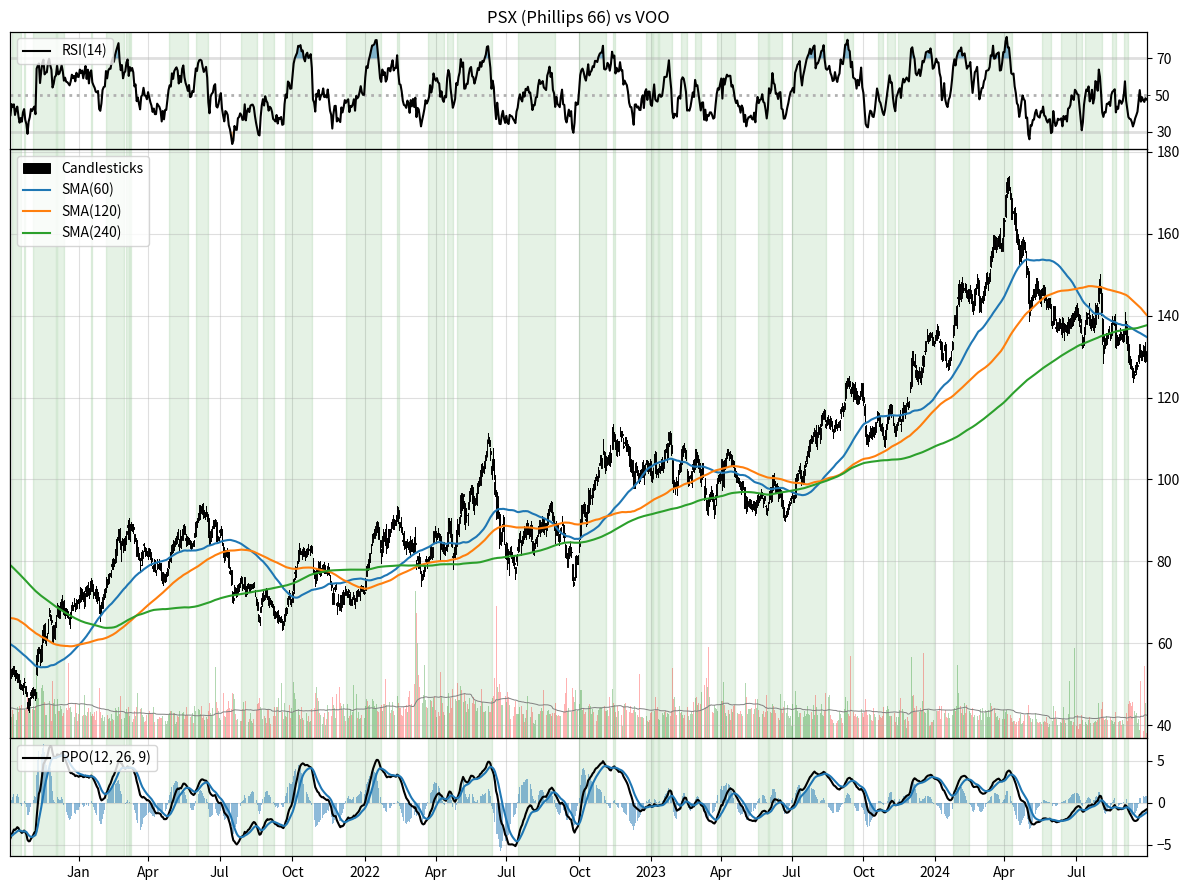 PSX (Phillips 66) vs VOO
RSI(14)
70
50
30
180
Candlesticks
SMA(60)
SMA(120)
SMA(240)
160
140
120
100
80
60
40
PPO(12, 26, 9)
5
0
−5
Jan Apr Jul Oct 2022 Apr Jul Oct 2023 Apr Jul Oct 2024 Apr Jul